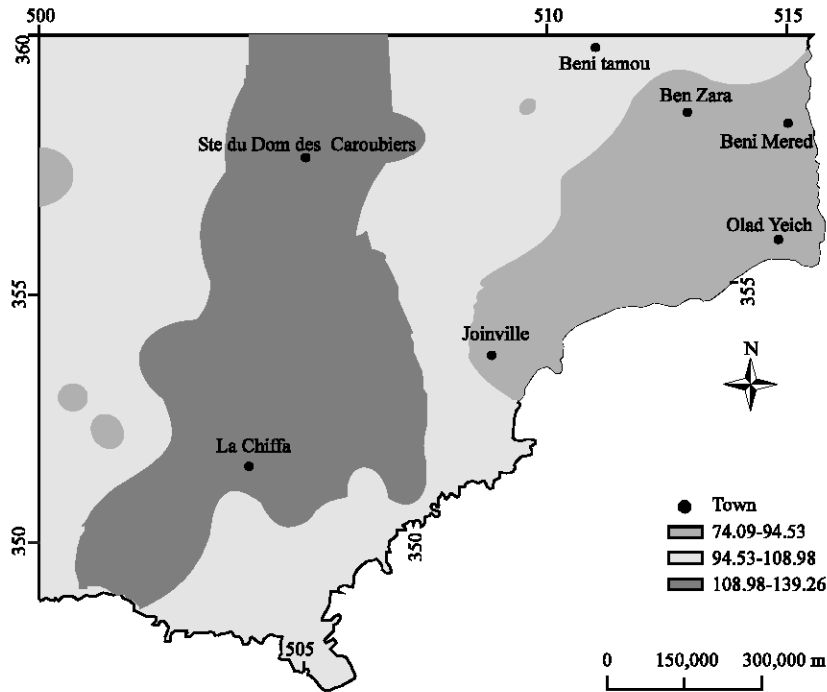 500 510 515
360
Beni tamou
Ben Zara
Beni Mered
Ste du Dom des Caroubiers
Olad Yeich
355
355
Joinville
N
La Chiffa
Town
74.09-94.53
94.53-108.98
108.98-139.26
350
350
505
0 150,000 300,000 m